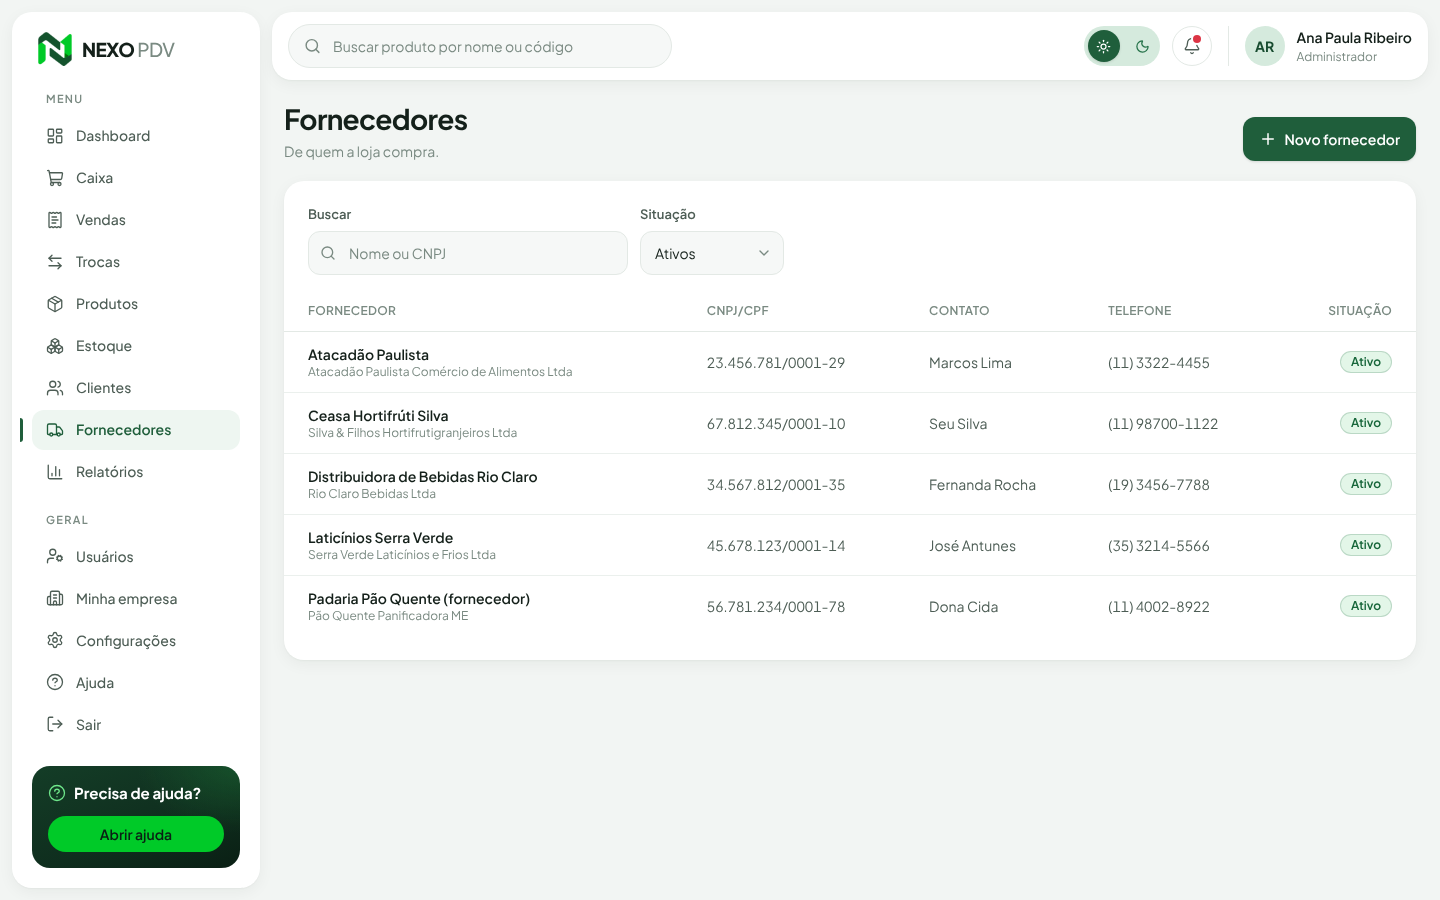 NEXO PDV
MENU
Dashboard
Caixa
Vendas
Trocas
Produtos
Estoque
Clientes
Fornecedores
Relatórios
GERAL
Usuários
Minha empresa
Configurações
Ajuda
Sair
Precisa de ajuda?
Abrir ajuda
Buscar produto por nome ou código
AR
Ana Paula Ribeiro
Administrador
Fornecedores
De quem a loja compra.
Novo fornecedor
Buscar
Nome ou CNPJ
Situação
Ativos
FORNECEDOR CNPJ/CPF CONTATO TELEFONE SITUAÇÃO
Atacadão Paulista
Atacadão Paulista Comércio de Alimentos Ltda
23.456.781/0001-29 Marcos Lima (11) 3322-4455 Ativo
Ceasa Hortifrúti Silva
Silva & Filhos Hortifrutigranjeiros Ltda
67.812.345/0001-10 Seu Silva (11) 98700-1122 Ativo
Distribuidora de Bebidas Rio Claro
Rio Claro Bebidas Ltda
34.567.812/0001-35 Fernanda Rocha (19) 3456-7788 Ativo
Laticínios Serra Verde
Serra Verde Laticínios e Frios Ltda
45.678.123/0001-14 José Antunes (35) 3214-5566 Ativo
Padaria Pão Quente (fornecedor)
Pão Quente Panificadora ME
56.781.234/0001-78 Dona Cida (11) 4002-8922 Ativo